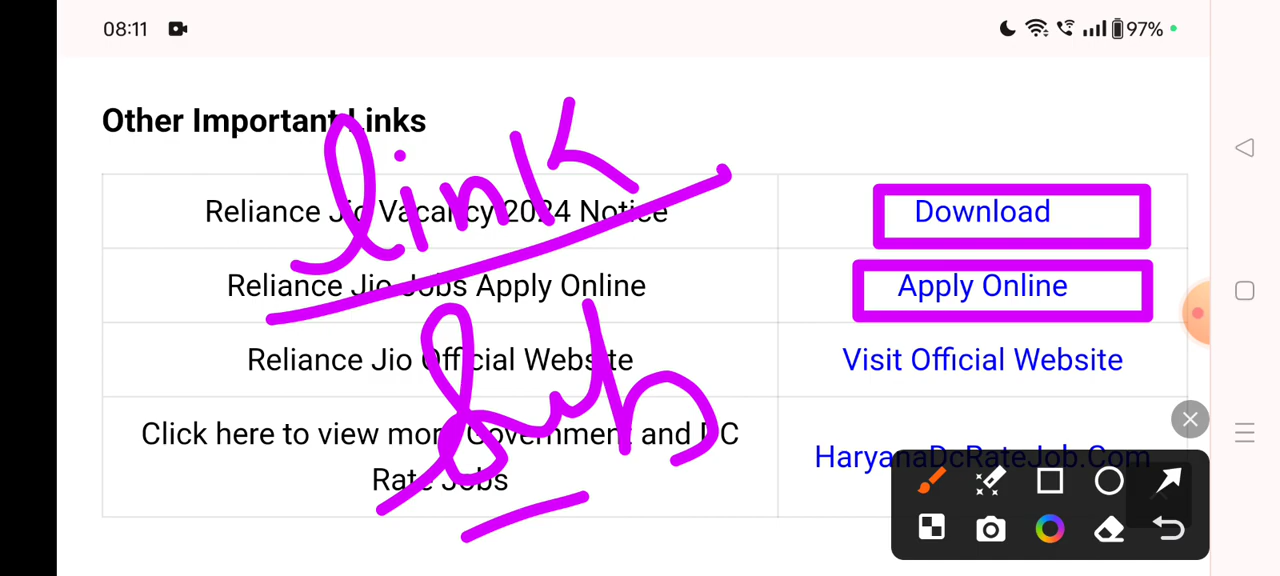 08:11
97%
Other Important Links
link
Reliance Jio Vacancy 2024 Notice
Download
Reliance Jio Jobs Apply Online
Apply Online
Reliance Jio Official Website
Visit Official Website
Click here to view more Government and DC
Rate Jobs
HaryanaDcRateJob.Com